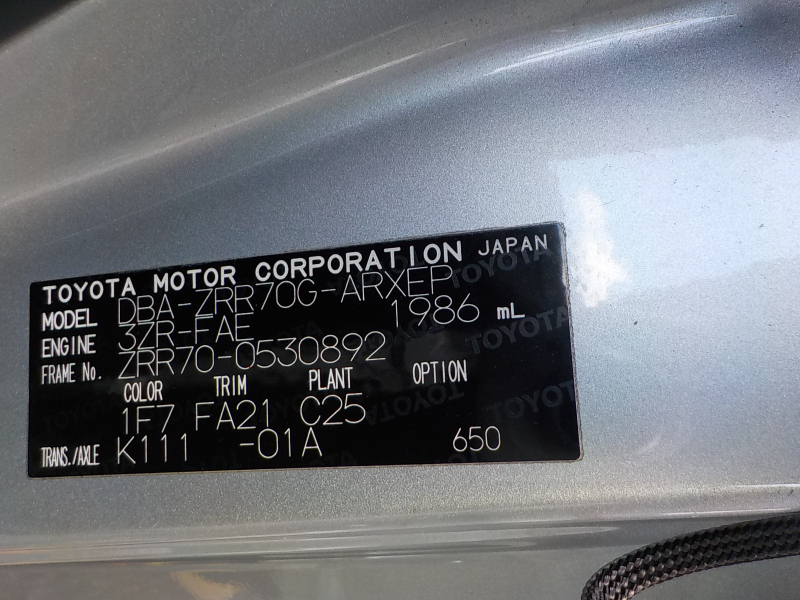 TOYOTA MOTOR CORPORATION JAPAN
MODEL DBA-ZRR70G-ARXEP
ENGINE 3ZR-FAE 1986 mL
FRAME No. ZRR70-0530892
COLOR TRIM PLANT OPTION
1F7 FA21 C25
TRANS./AXLE K111 -01A 650